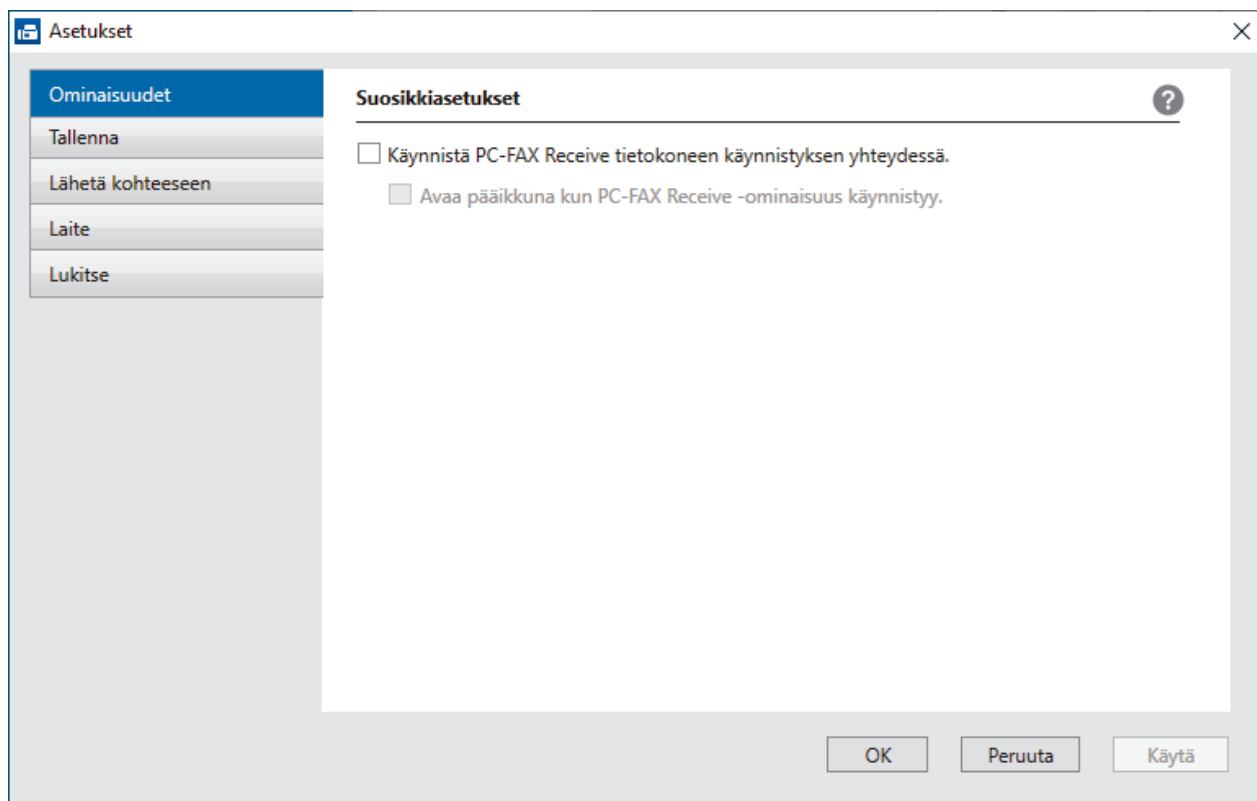 Asetukset
Ominaisuudet
Tallenna
Lähetä kohteeseen
Laite
Lukitse
Suosikkiasetukset
?
Käynnistä PC-FAX Receive tietokoneen käynnistyksen yhteydessä.
Avaa pääikkuna kun PC-FAX Receive -ominaisuus käynnistyy.
OK
Peruuta
Käytä